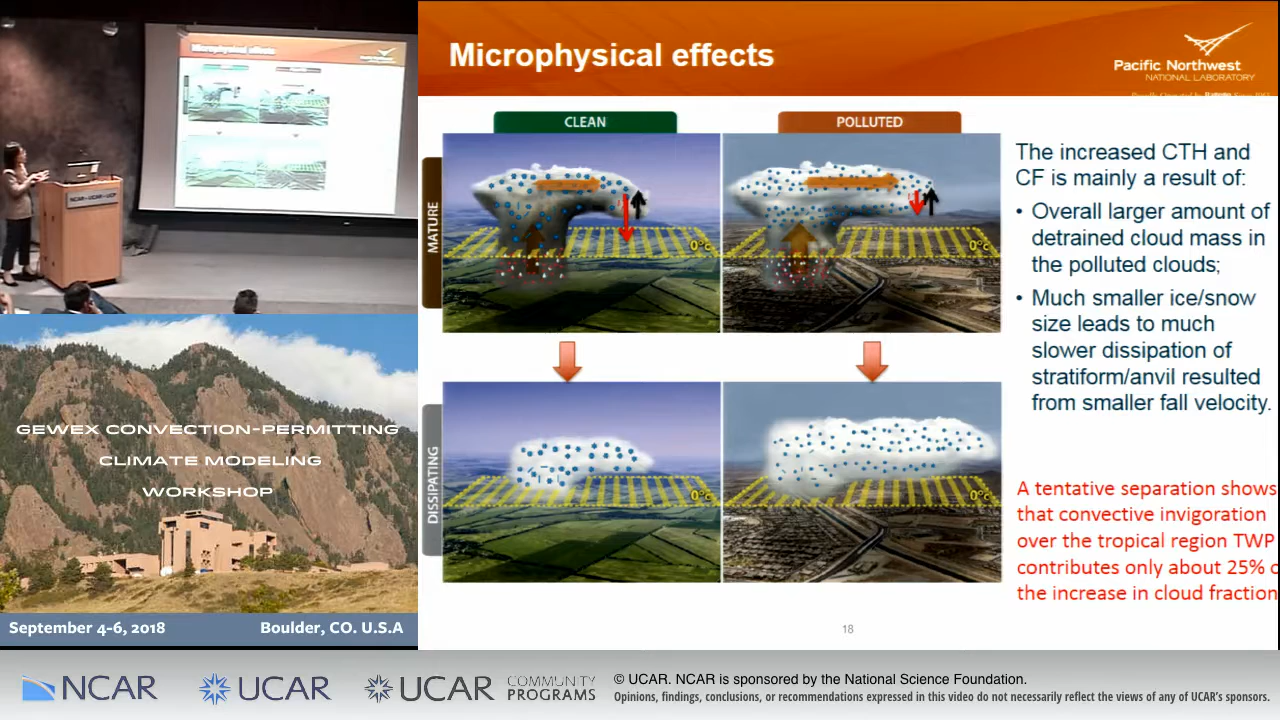 Microphysical effects
Pacific Northwest
NATIONAL LABORATORY
Microphysical effects
NCAR • UCAR • UCP
CLEAN
POLLUTED
MATURE
0°c
0°c
DISSIPATING
0°c
0°c
The increased CTH and
CF is mainly a result of:
• Overall larger amount of
detrained cloud mass in
the polluted clouds;
• Much smaller ice/snow
size leads to much
slower dissipation of
stratiform/anvil resulted
from smaller fall velocity.
A tentative separation shows
that convective invigoration
over the tropical region TWP
contributes only about 25%
the increase in cloud fraction
18
GEWEX CONVECTION-PERMITTING
CLIMATE MODELING
WORKSHOP
September 4-6, 2018
Boulder, CO. U.S.A
NCAR
UCAR
UCAR
COMMUNITY
PROGRAMS
© UCAR. NCAR is sponsored by the National Science Foundation.
Opinions, findings, conclusions, or recommendations expressed in this video do not necessarily reflect the views of any of UCAR's sponsors.